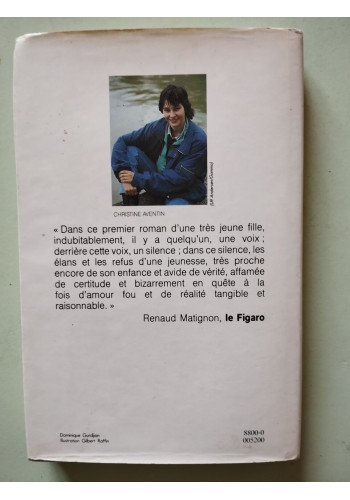 CHRISTINE AVENTIN
« Dans ce premier roman d'une très jeune fille,
indubitablement, il y a quelqu'un, une voix ;
derrière cette voix, un silence ; dans ce silence, les
élans et les refus d'une jeunesse, très proche
encore de son enfance et avide de vérité, affamée
de certitude et bizarrement en quête à la
fois d'amour fou et de réalité tangible et
raisonnable. »
Renaud Matignon, le Figaro
Dominique Gurdjian
Illustration Gilbert Raffin
8800-0
005200